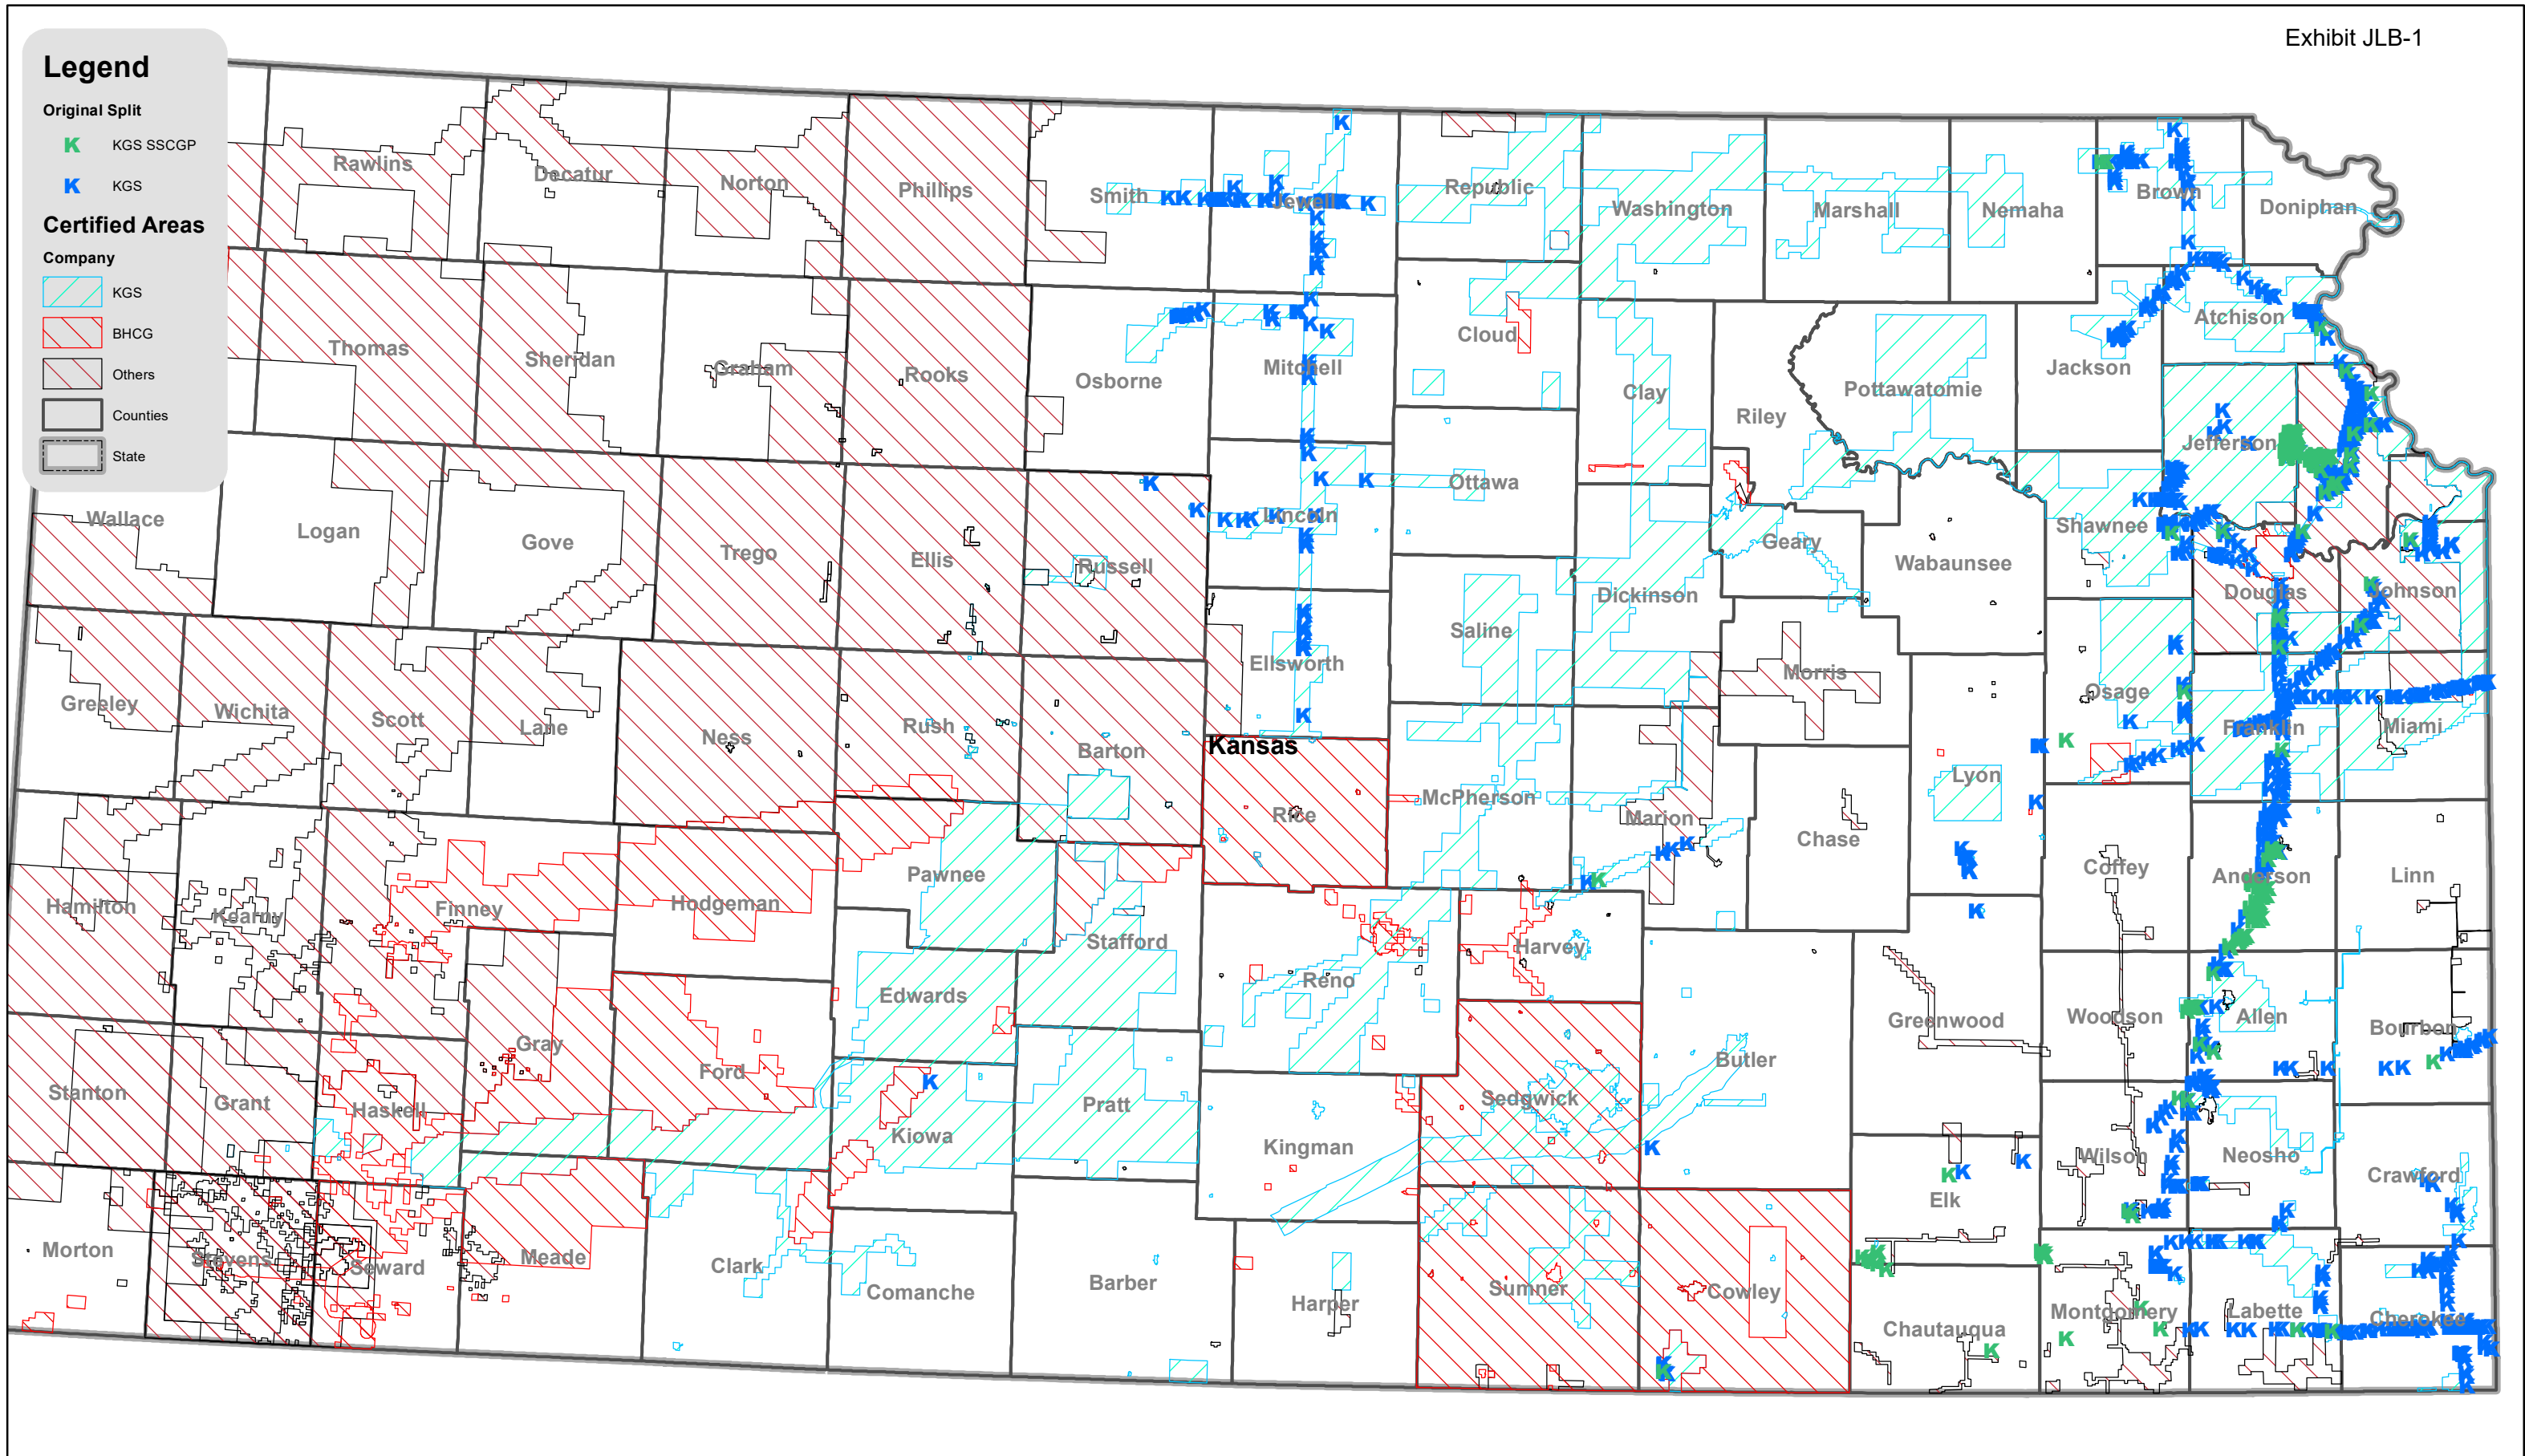 Exhibit JLB-1
Legend
Original Split
K KGS SSCGP
K KGS
Certified Areas
Company
KGS
BHCG
Others
Counties
State
Rawlins
Decatur
Norton
Phillips
Smith
Jewell
Republic
Washington
Marshall
Nemaha
Brown
Doniphan
Thomas
Sheridan
Graham
Rooks
Osborne
Mitchell
Cloud
Clay
Riley
Pottawatomie
Jackson
Atchison
Jefferson
Wallace
Logan
Gove
Trego
Ellis
Russell
Lincoln
Ottawa
Dickinson
Geary
Wabaunsee
Shawnee
Douglas
Johnson
Greeley
Wichita
Scott
Lane
Ness
Rush
Barton
Ellsworth
Saline
Morris
Osage
Franklin
Miami
Kansas
Rice
McPherson
Marion
Chase
Lyon
Coffey
Anderson
Linn
Hamilton
Kearny
Finney
Hodgeman
Pawnee
Stafford
Edwards
Reno
Harvey
Greenwood
Woodson
Allen
Bourbon
Stanton
Grant
Haskell
Gray
Ford
Kiowa
Pratt
Kingman
Sedgwick
Butler
Elk
Wilson
Neosho
Crawford
Morton
Stevens
Seward
Meade
Clark
Comanche
Barber
Harper
Sumner
Cowley
Chautauqua
Montgomery
Labette
Cherokee